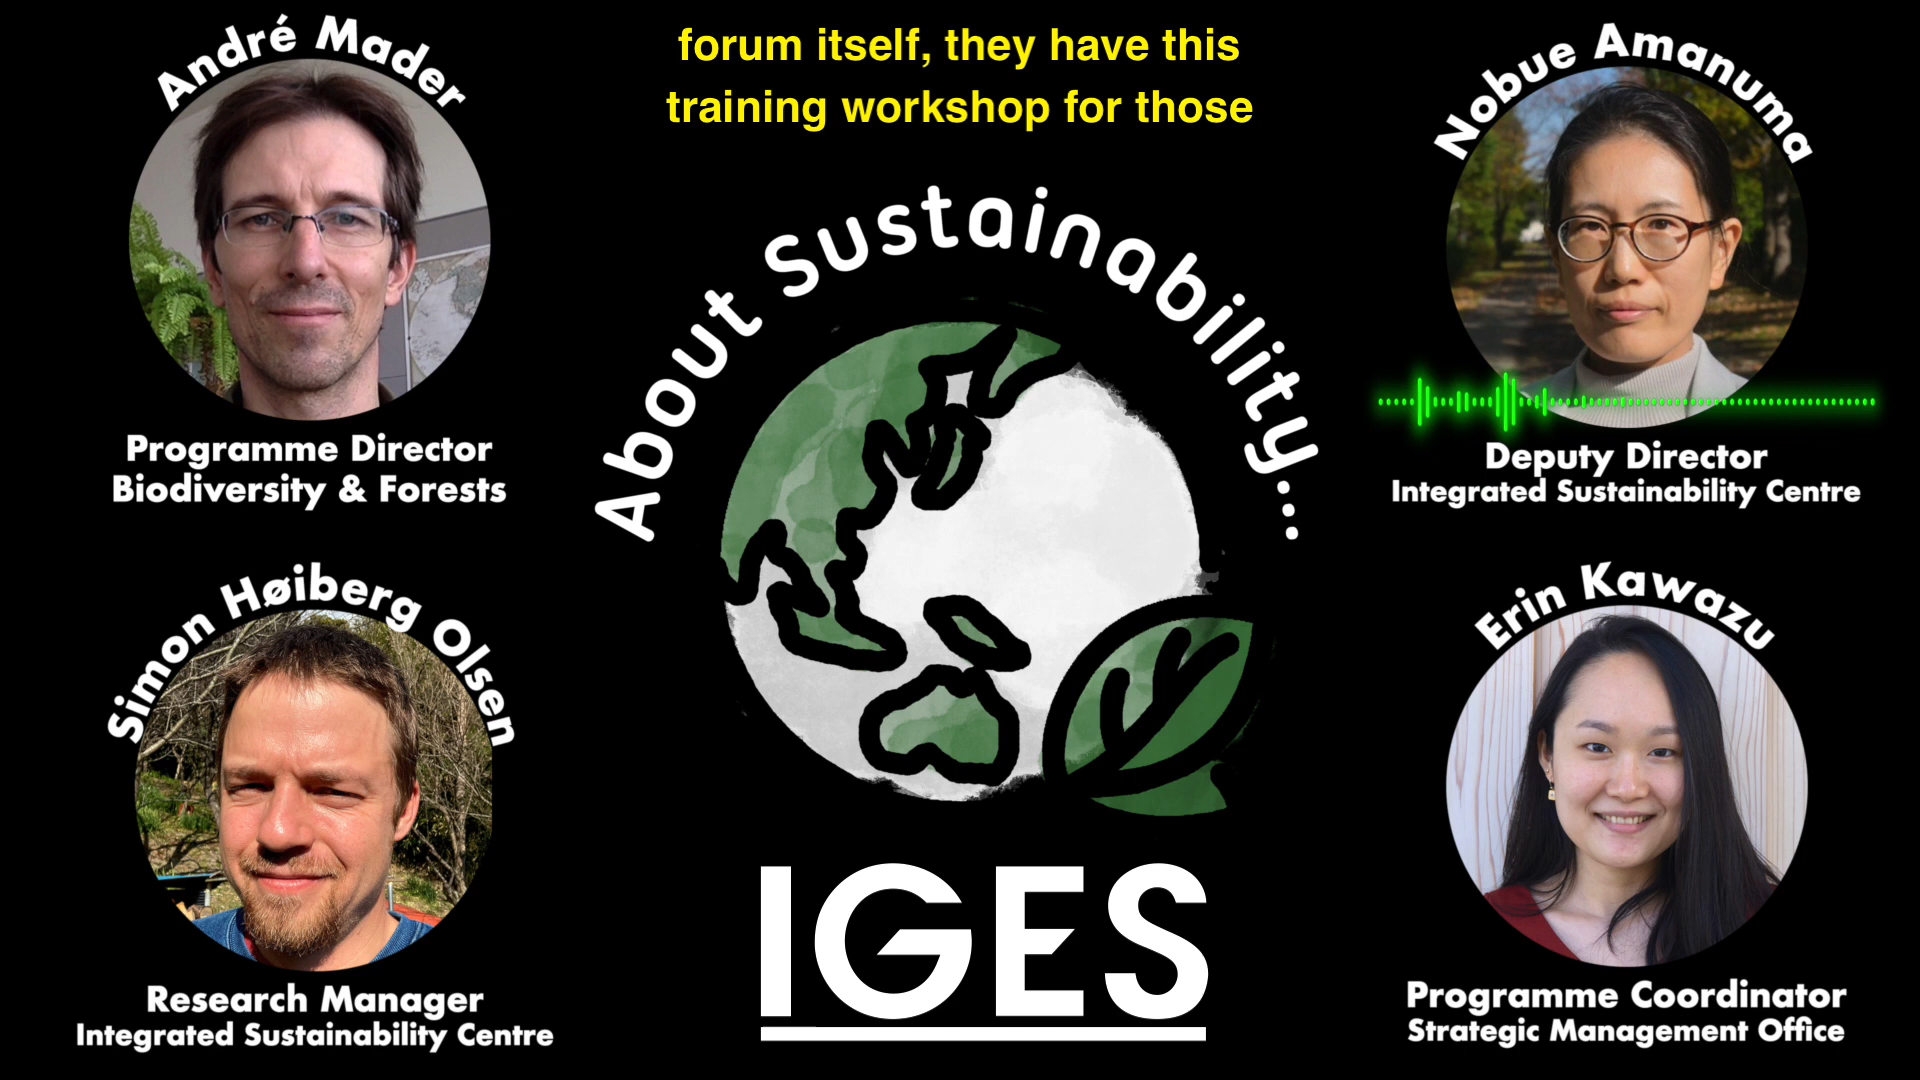 forum itself, they have this
training workshop for those
André Mader
Programme Director
Biodiversity & Forests
Nobue Amanuma
Deputy Director
Integrated Sustainability Centre
About Sustainability...
Simon Høiberg Olsen
Research Manager
Integrated Sustainability Centre
Erin Kawazu
Programme Coordinator
Strategic Management Office
IGES